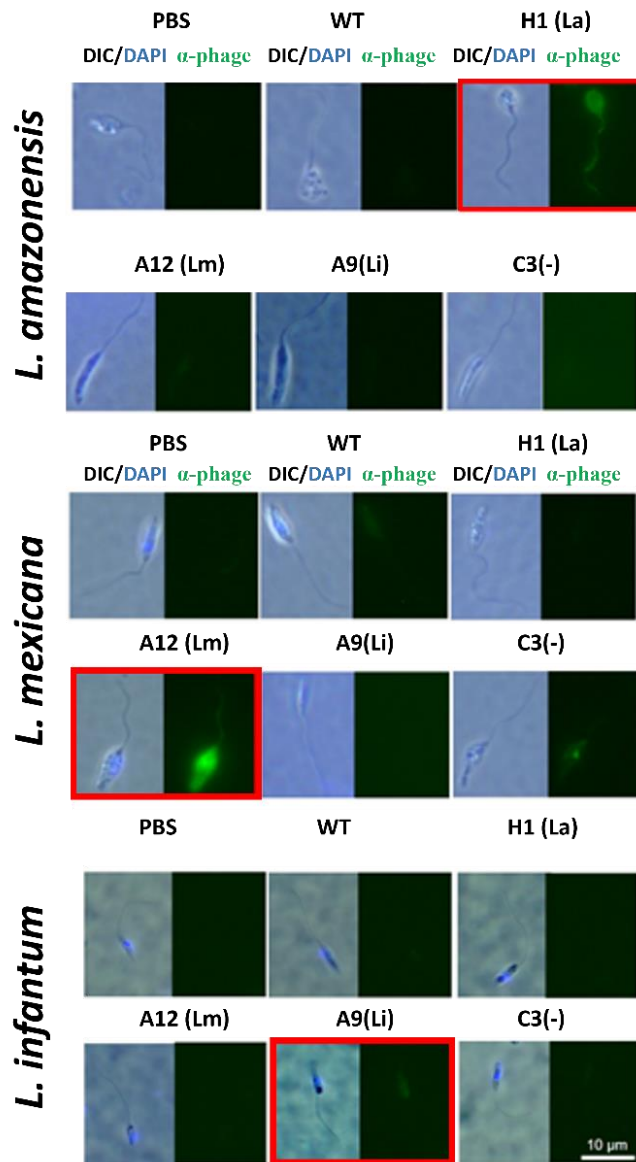 PBS WT H1 (La)
DIC/DAPI α-phage DIC/DAPI α-phage DIC/DAPI α-phage
L. amazonensis
A12 (Lm) A9(Li) C3(-)
PBS WT H1 (La)
DIC/DAPI α-phage DIC/DAPI α-phage DIC/DAPI α-phage
L. mexicana
A12 (Lm) A9(Li) C3(-)
PBS WT H1 (La)
L. infantum
A12 (Lm) A9(Li) C3(-)
10 µm